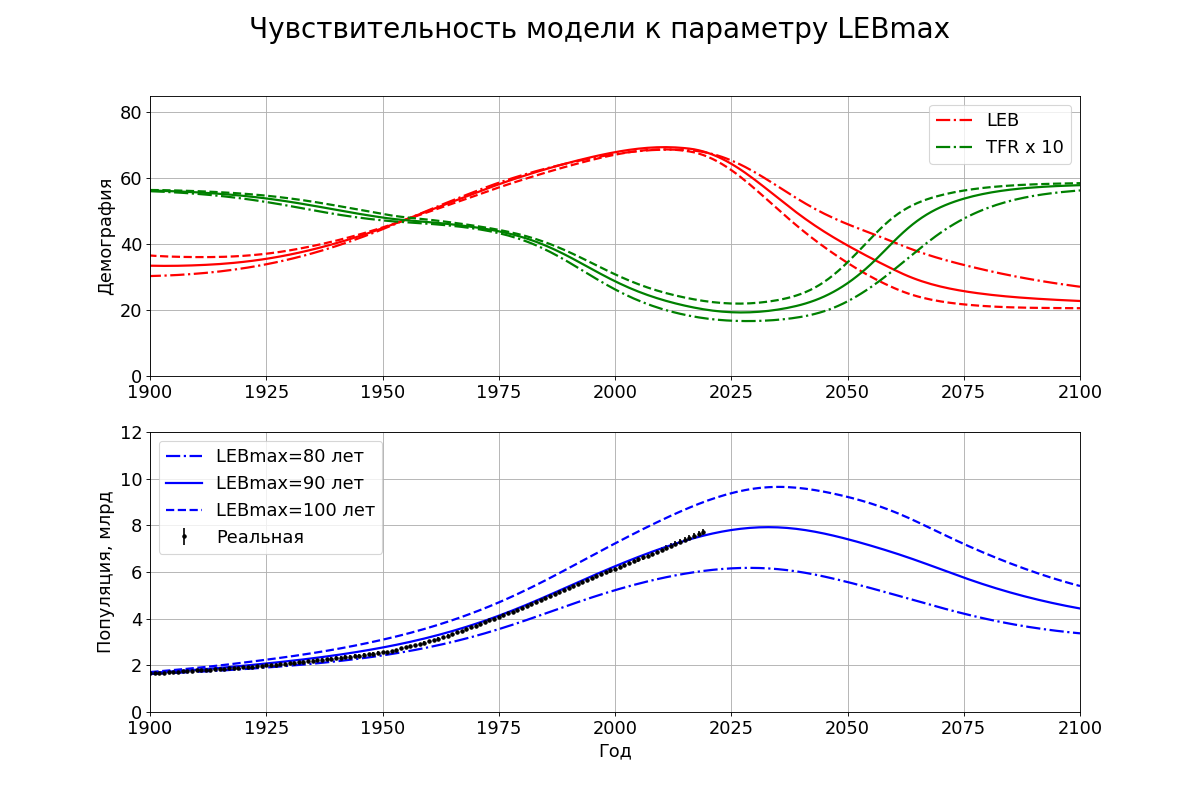 Чувствительность модели к параметру LEBmax
Демография
80
60
40
20
0
LEB
TFR x 10
1900 1925 1950 1975 2000 2025 2050 2075 2100
Популяция, млрд
12
10
8
6
4
2
0
LEBmax=80 лет
LEBmax=90 лет
LEBmax=100 лет
Реальная
1900 1925 1950 1975 2000 2025 2050 2075 2100
Год